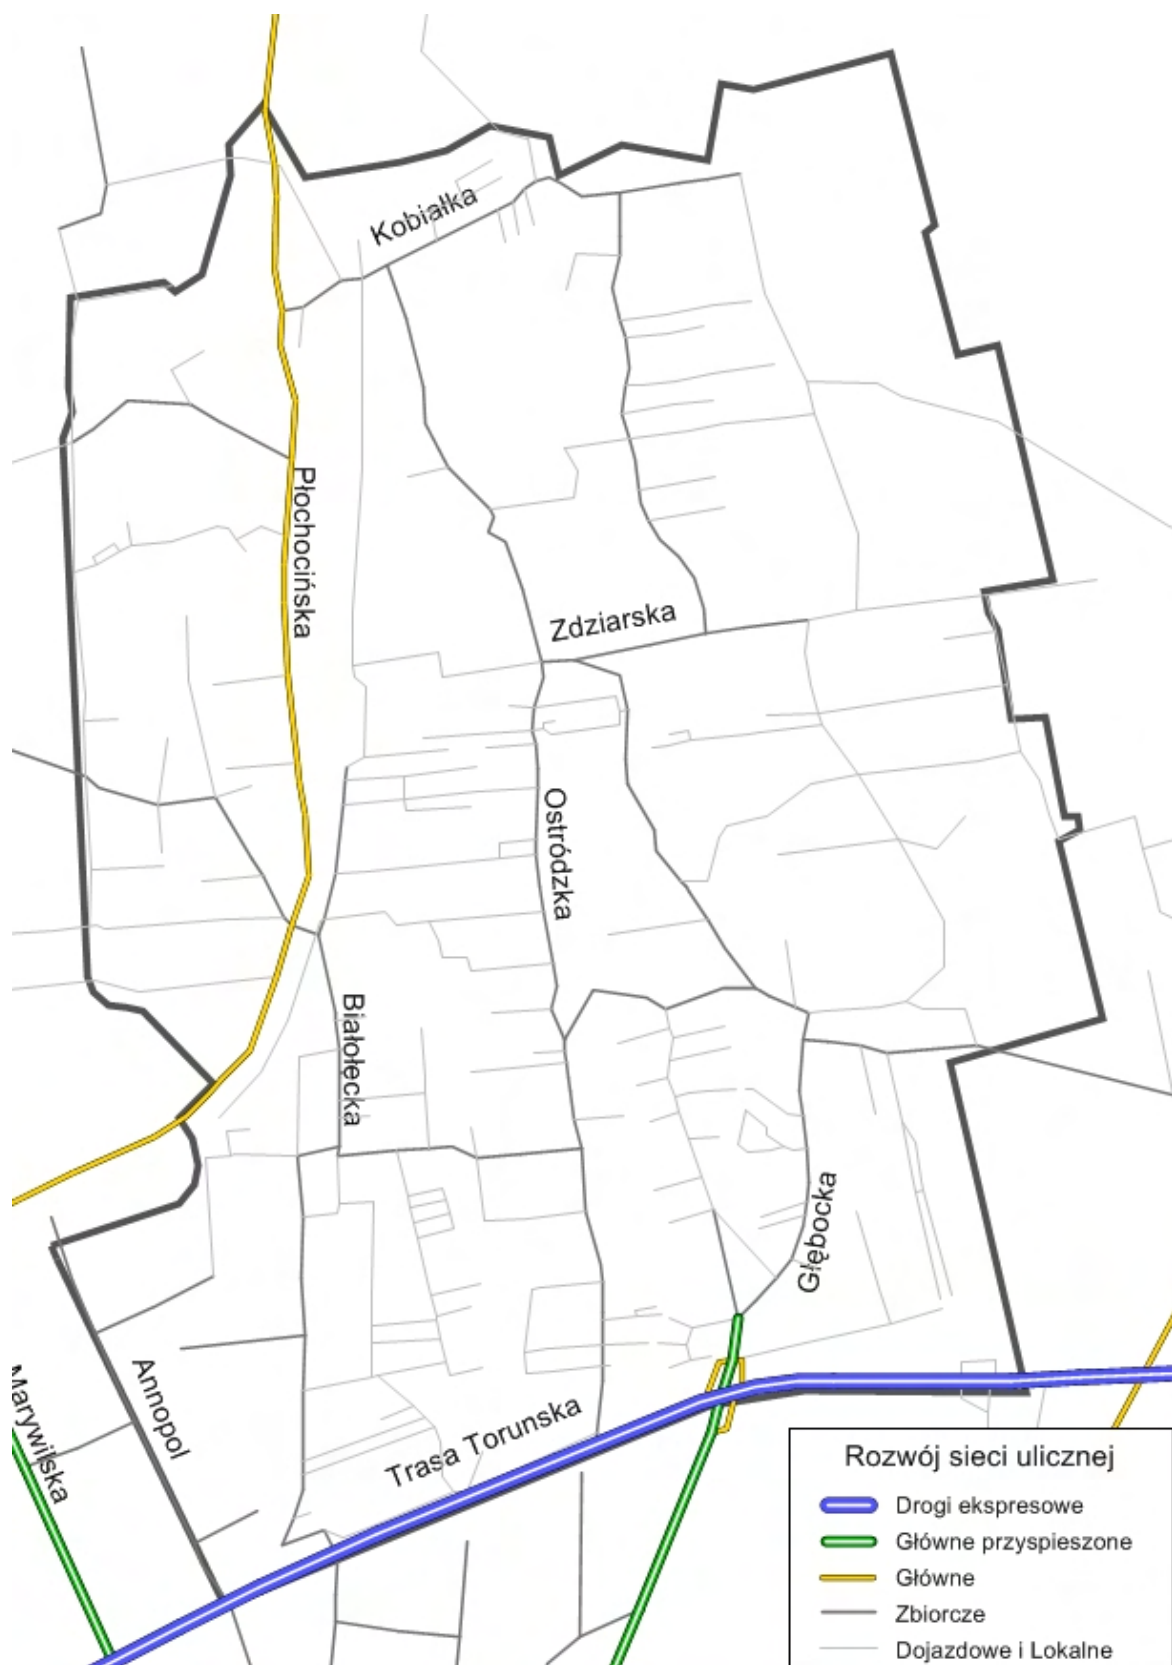 Kobiałka
Płochocińska
Zdziarska
Ostródzka
Białołecka
Głębocka
Annopol
Marywilska
Trasa Torunska
Rozwój sieci ulicznej
Drogi ekspresowe
Główne przyspieszone
Główne
Zbiorcze
Dojazdowe i Lokalne